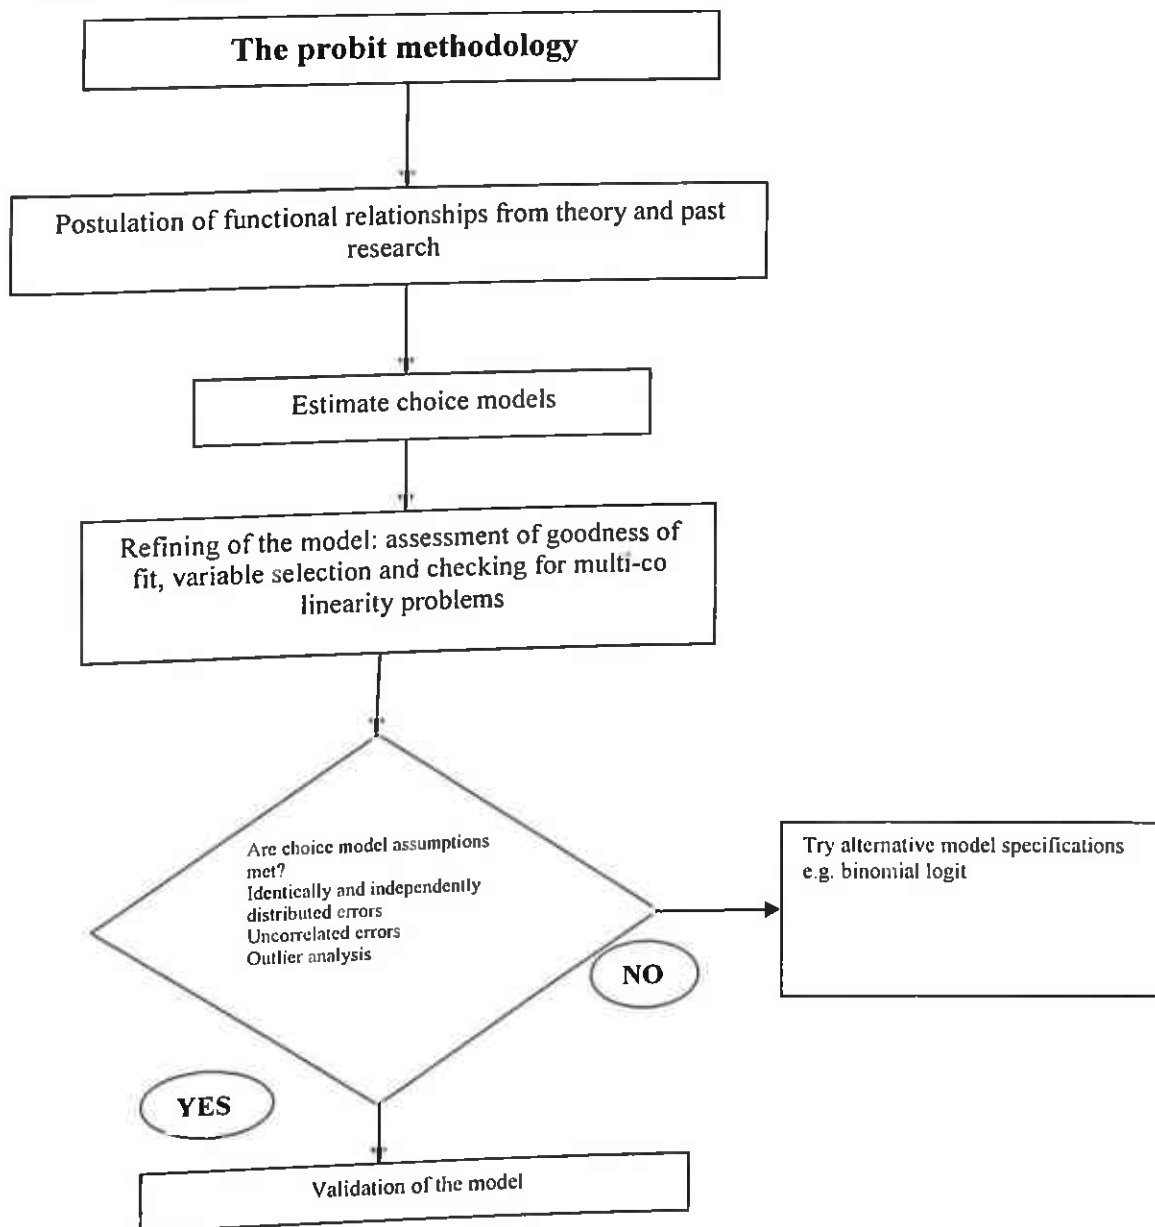 The probit methodology
Postulation of functional relationships from theory and past
research
Estimate choice models
Refining of the model: assessment of goodness of
fit, variable selection and checking for multi-co
linearity problems
Are choice model assumptions
met?
Identically and independently
distributed errors
Uncorrelated errors
Outlier analysis
Try alternative model specifications
e.g. binomial logit
NO
YES
Validation of the model